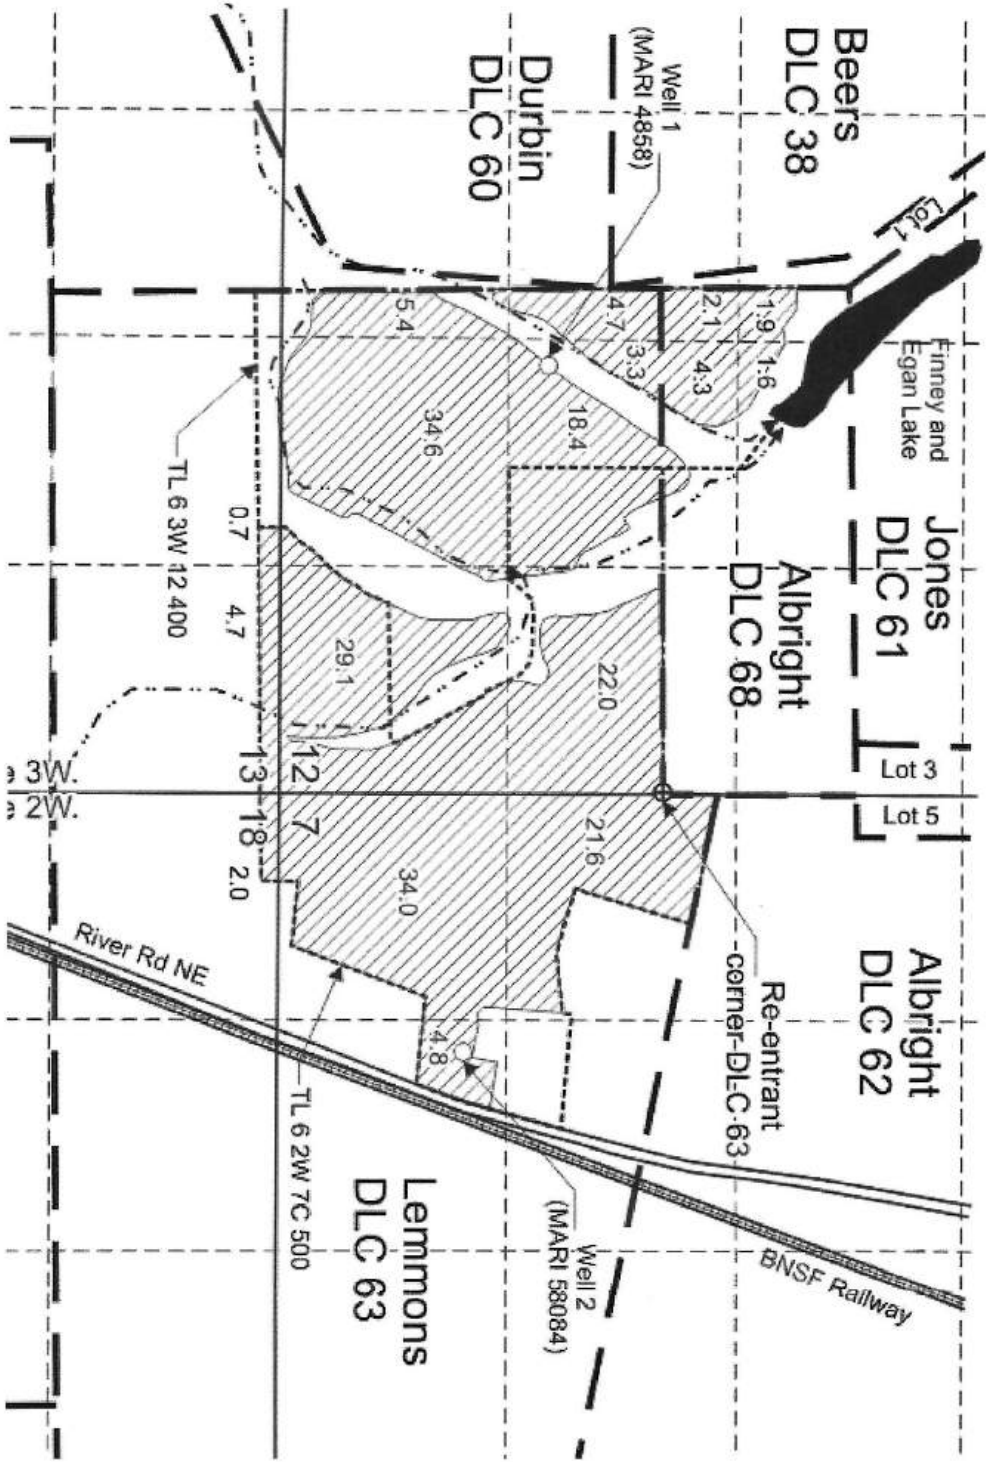 Lot 1
Finney and
Egan Lake
Beers
DLC 38
Jones
DLC 61
Lot 3
Lot 5
Albright
DLC 62
Albright
DLC 68
Re-entrant
corner DLC 63
BNSF Railway
Well 1
(MARI 4858)
1.9
1.6
2.1
4.3
4.7
3.3
18.4
22.0
21.6
Durbin
DLC 60
5.4
34.6
29.1
34.0
4.8
Well 2
(MARI 58084)
Lemmons
DLC 63
12
7
13
18
0.7
4.7
2.0
TL 6 3W 12 400
TL 6 2W 7C 500
River Rd NE
3W.
2W.